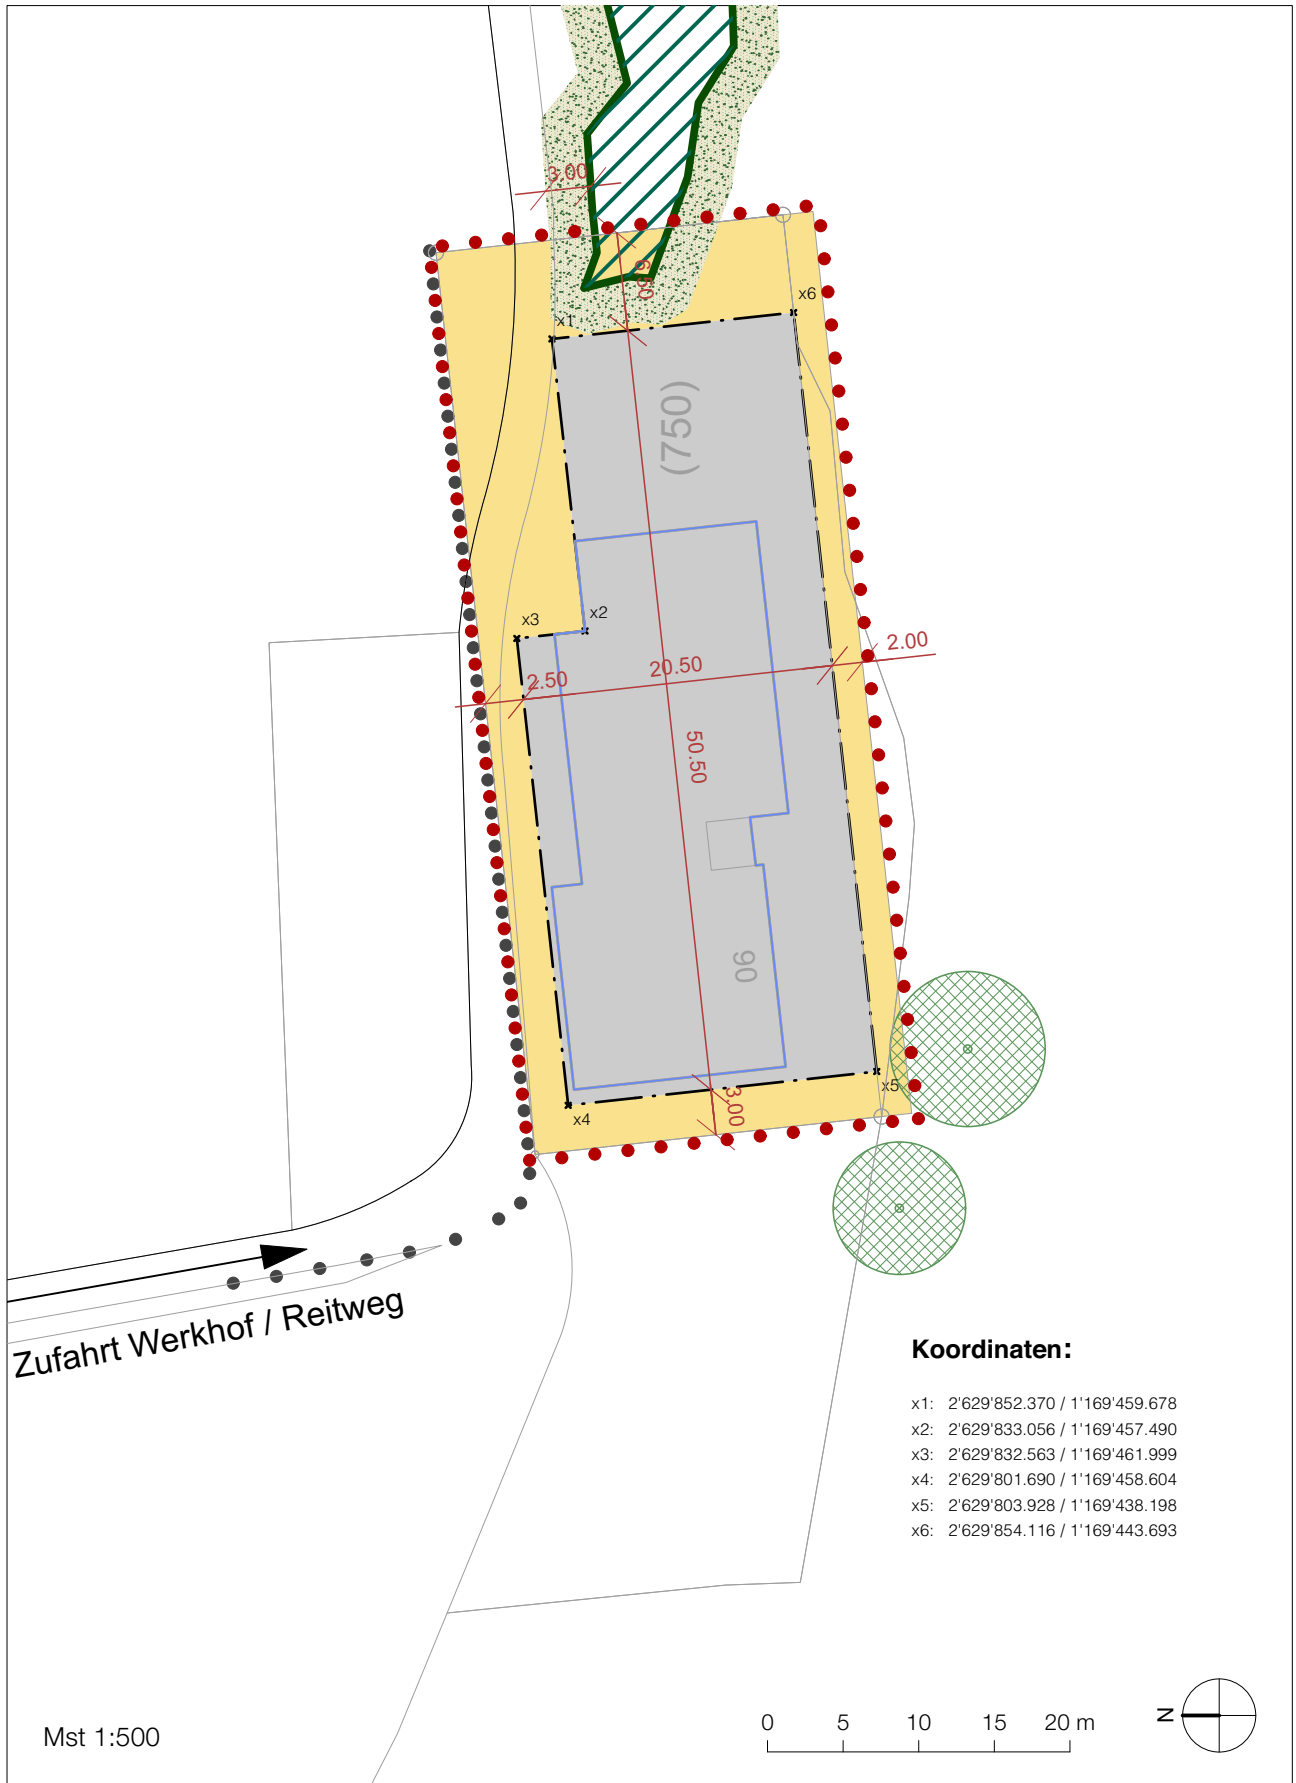 3.00
6.50
x6
x1
(750)
x2
x3
2.00
20.50
2.50
50.50
90
x5
3.00
x4
Zufahrt Werkhof / Reitweg
Koordinaten:
x1: 2'629'852.370 / 1'169'459.678
x2: 2'629'833.056 / 1'169'457.490
x3: 2'629'832.563 / 1'169'461.999
x4: 2'629'801.690 / 1'169'458.604
x5: 2'629'803.928 / 1'169'438.198
x6: 2'629'854.116 / 1'169'443.693
Mst 1:500
0 5 10 15 20 m
N